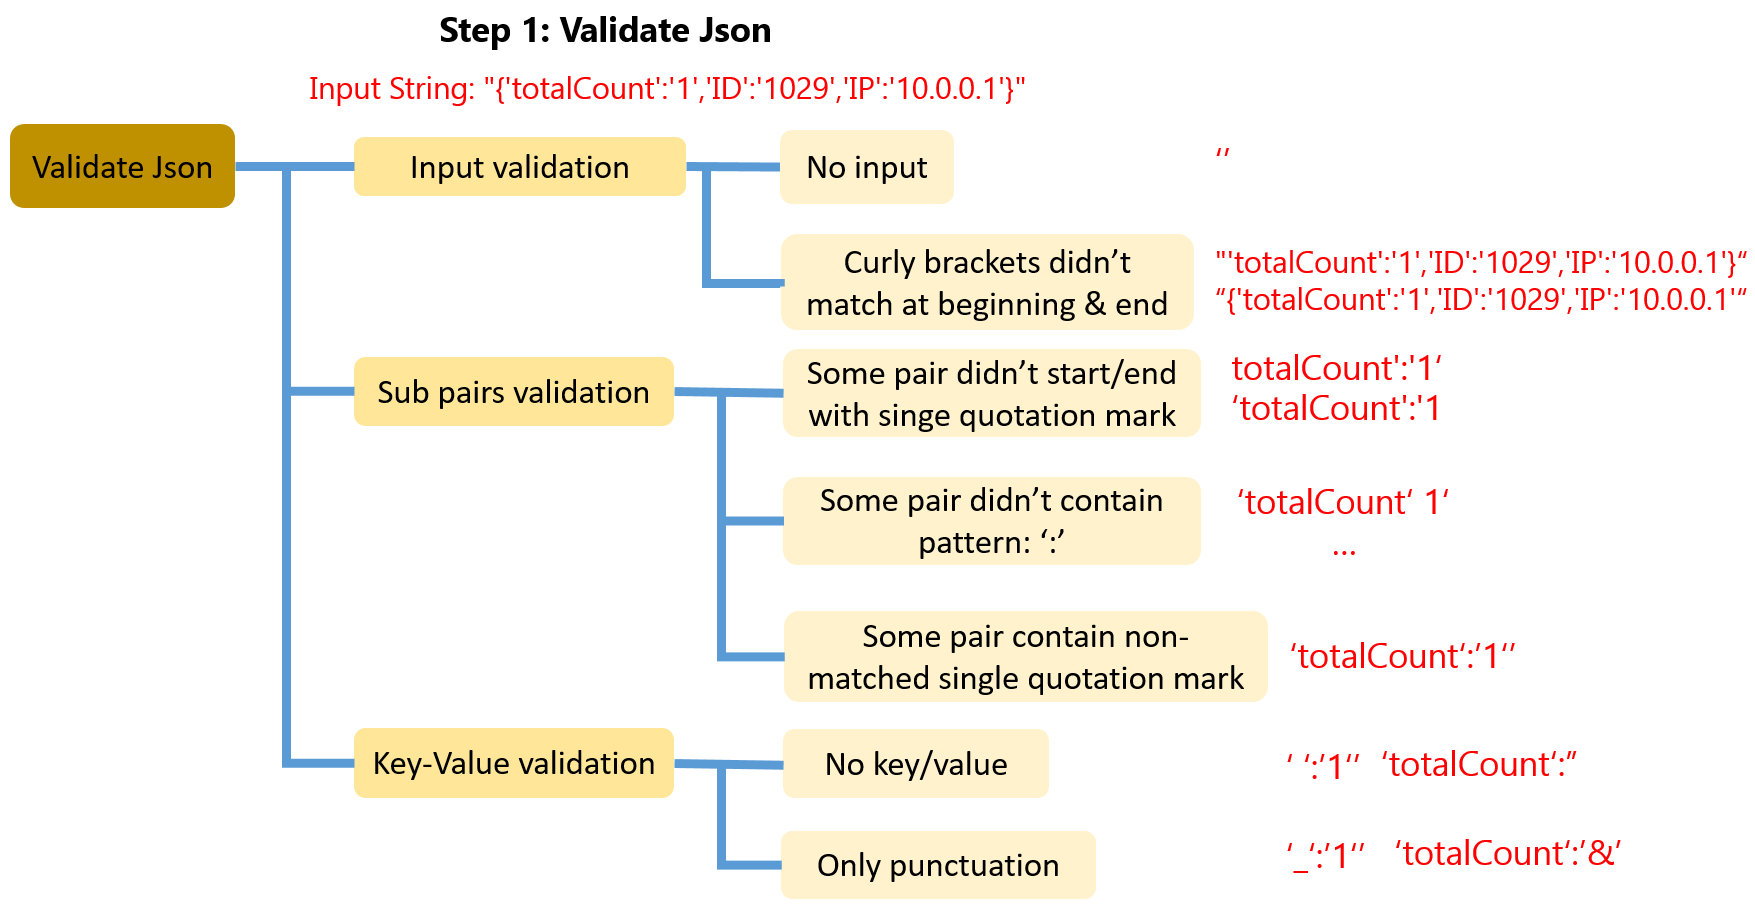 Step 1: Validate Json
Input String: "{'totalCount':'1','ID':'1029','IP':'10.0.0.1'}"
Validate Json
Input validation
No input
‘’
Curly brackets didn’t
match at beginning & end
"'totalCount':'1','ID':'1029','IP':'10.0.0.1'}“
“{'totalCount':'1','ID':'1029','IP':'10.0.0.1'“
Sub pairs validation
Some pair didn’t start/end
with singe quotation mark
totalCount':'1‘
‘totalCount':'1
Some pair didn’t contain
pattern: ‘:’
‘totalCount‘ 1‘
...
Some pair contain non-
matched single quotation mark
‘totalCount‘:’1‘’
Key-Value validation
No key/value
‘ ‘:’1‘’ ‘totalCount‘:’’
Only punctuation
‘_‘:’1‘’ ‘totalCount‘:’&‘